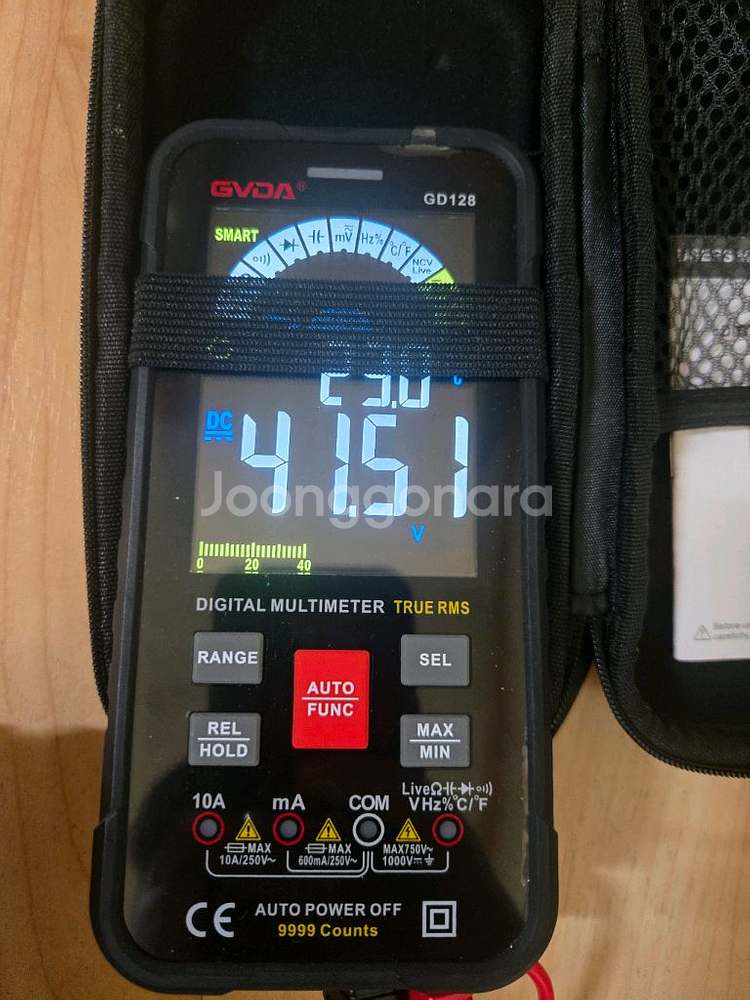 GVDA®
GD128
SMART
mV Hz% °C/°F
NCV
Live
23.0
DC
41.51
Joonggonara
V
0 20 40
DIGITAL MULTIMETER TRUE RMS
RANGE
SEL
AUTO
FUNC
REL
HOLD
MAX
MIN
10A
mA
COM
LiveΩ
VHz%°C/°F
MAX
10A/250V~
MAX
600mA/250V~
MAX750V~
1000V
CE
AUTO POWER OFF
9999 Counts